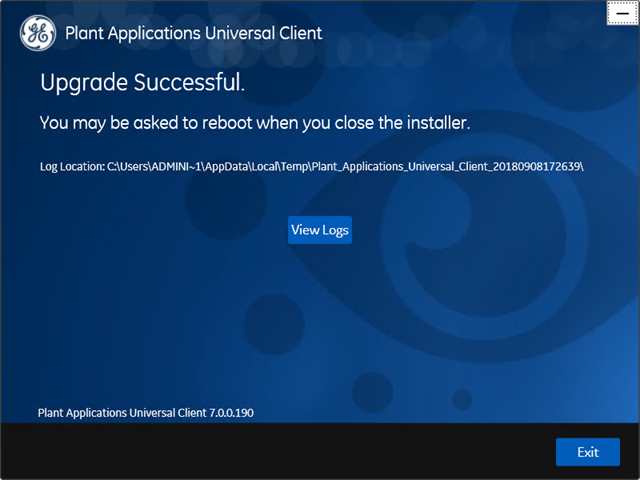 Plant Applications Universal Client
Upgrade Successful.
You may be asked to reboot when you close the installer.
Log Location: C:\Users\ADMINI~1\AppData\Local\Temp\Plant_Applications_Universal_Client_20180908172639\
View Logs
Plant Applications Universal Client 7.0.0.190
Exit